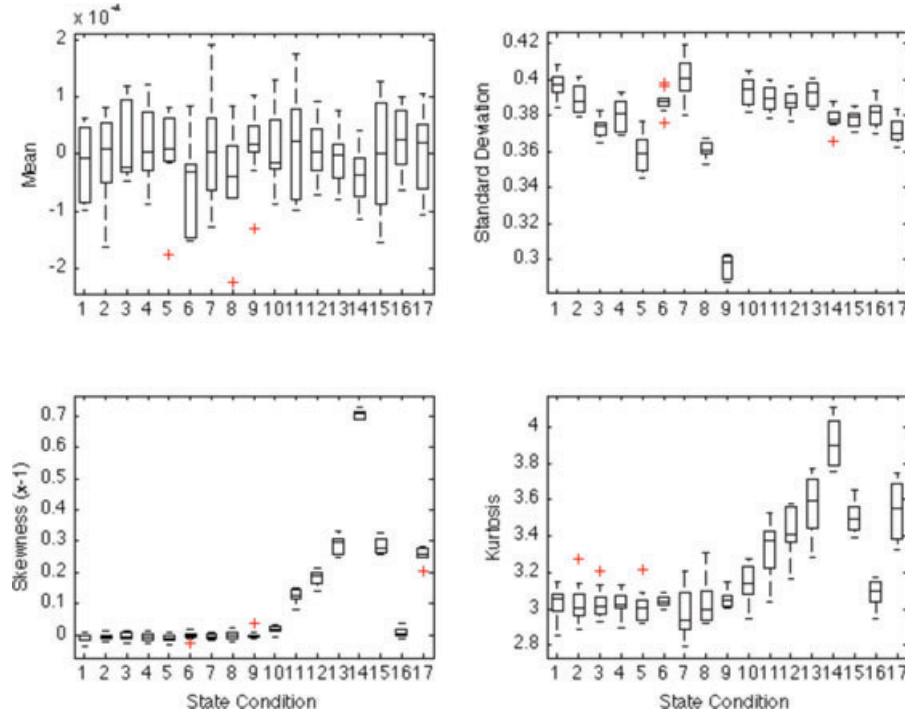 x 10⁻⁴
2
0
-2
-4
Mean
1 2 3 4 5 6 7 8 9 10 11 12 13 14 15 16 17
0.42
0.4
0.38
0.36
0.34
0.32
0.3
Standard Deviation
1 2 3 4 5 6 7 8 9 10 11 12 13 14 15 16 17
0.7
0.6
0.5
0.4
0.3
0.2
0.1
0
Skewness (x-1)
1 2 3 4 5 6 7 8 9 10 11 12 13 14 15 16 17
State Condition
4
3.8
3.6
3.4
3.2
3
2.8
Kurtosis
1 2 3 4 5 6 7 8 9 10 11 12 13 14 15 16 17
State Condition